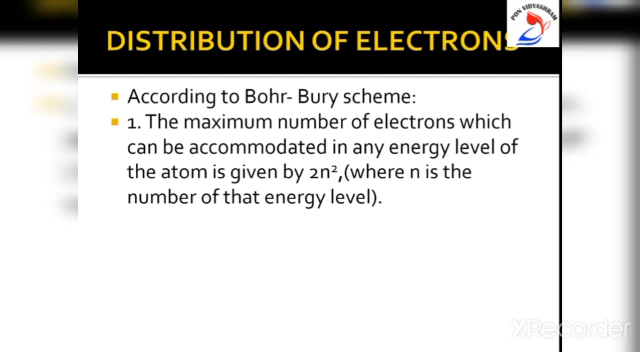 PON VIDYASHRAM
DISTRIBUTION OF ELECTRONS
According to Bohr- Bury scheme:
1. The maximum number of electrons which
can be accommodated in any energy level of
the atom is given by 2n²,(where n is the
number of that energy level).
XRecorder